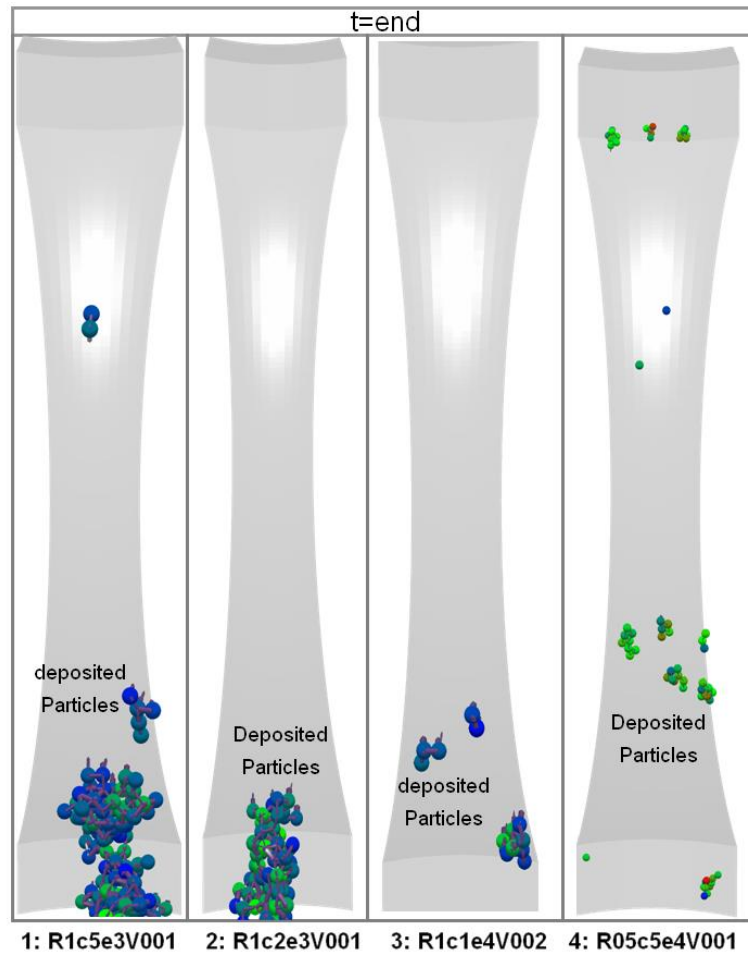 t=end
deposited
Particles
Deposited
Particles
deposited
Particles
Deposited
Particles
1: R1c5e3V001
2: R1c2e3V001
3: R1c1e4V002
4: R05c5e4V001